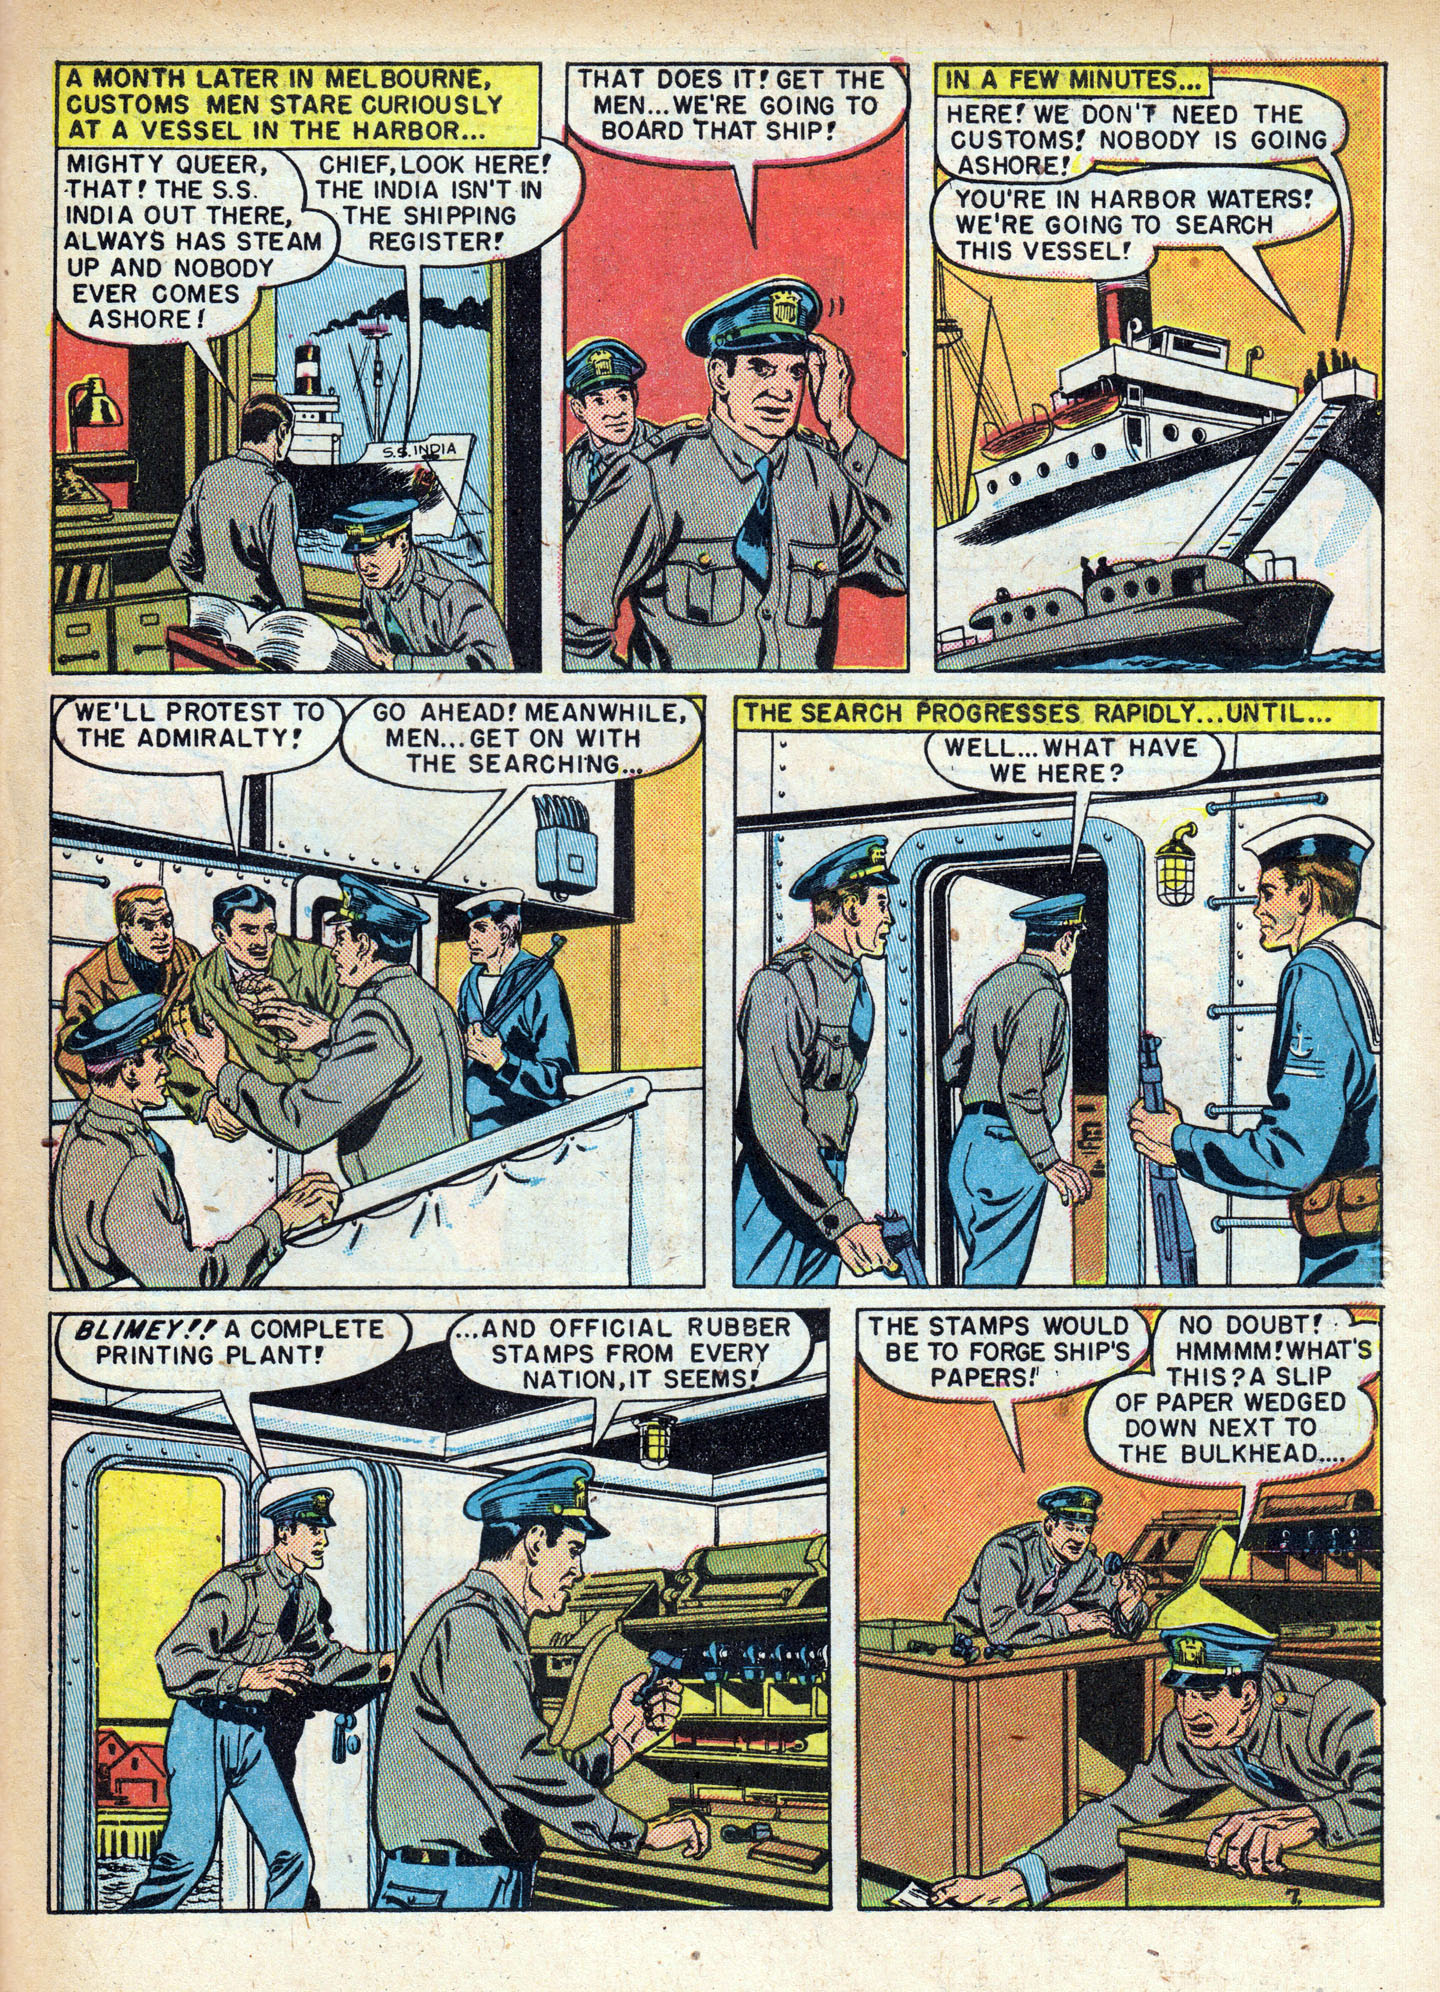 A MONTH LATER IN MELBOURNE,
CUSTOMS MEN STARE CURIOUSLY
AT A VESSEL IN THE HARBOR...
MIGHTY QUEER,
THAT! THE S.S.
INDIA OUT THERE,
ALWAYS HAS STEAM
UP AND NOBODY
EVER COMES
ASHORE!
CHIEF, LOOK HERE!
THE INDIA ISN'T IN
THE SHIPPING
REGISTER!
S.S. INDIA
THAT DOES IT! GET THE
MEN...WE'RE GOING TO
BOARD THAT SHIP!
IN A FEW MINUTES...
HERE! WE DON'T NEED THE
CUSTOMS! NOBODY IS GOING
ASHORE!
YOU'RE IN HARBOR WATERS!
WE'RE GOING TO SEARCH
THIS VESSEL!
WE'LL PROTEST TO
THE ADMIRALTY!
GO AHEAD! MEANWHILE,
MEN...GET ON WITH
THE SEARCHING...
THE SEARCH PROGRESSES RAPIDLY...UNTIL...
WELL...WHAT HAVE
WE HERE?
BLIMEY!! A COMPLETE
PRINTING PLANT!
...AND OFFICIAL RUBBER
STAMPS FROM EVERY
NATION, IT SEEMS!
THE STAMPS WOULD
BE TO FORGE SHIP'S
PAPERS!
NO DOUBT!
HMMMM! WHAT'S
THIS? A SLIP
OF PAPER WEDGED
DOWN NEXT TO
THE BULKHEAD....
7.